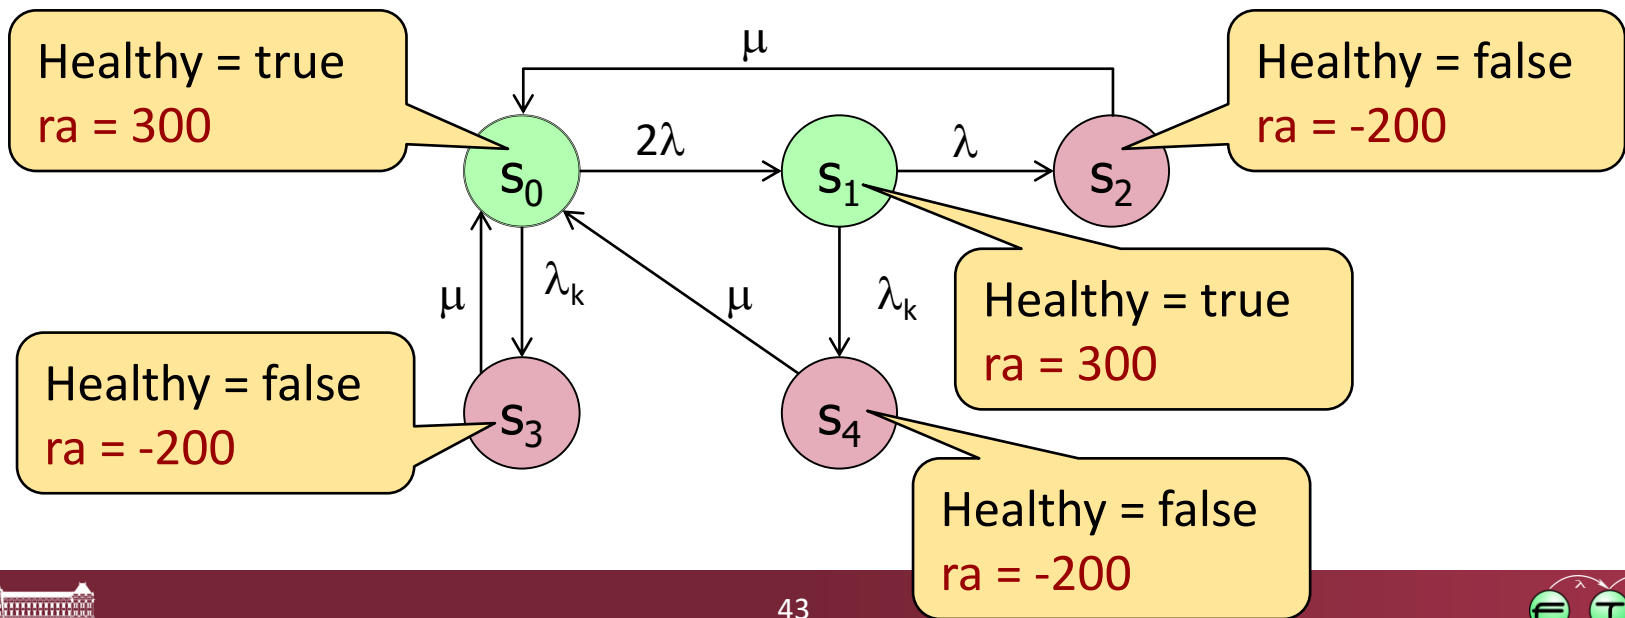 μ
Healthy = true
ra = 300
Healthy = false
ra = -200
s₀
2λ
s₁
λ
s₂
μ
λₖ
μ
λₖ
Healthy = true
ra = 300
Healthy = false
ra = -200
s₃
s₄
Healthy = false
ra = -200
43
λ